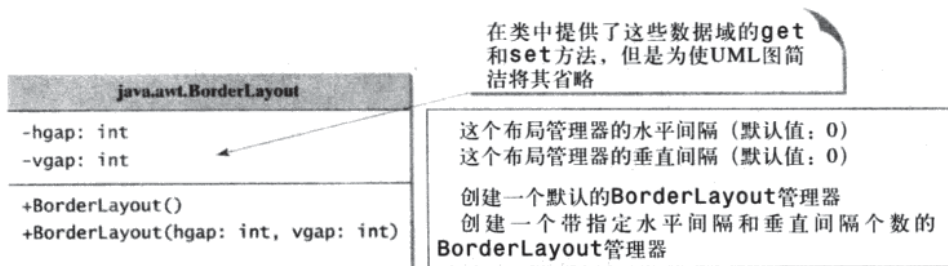 在类中提供了这些数据域的get
和set方法，但是为使UML图简
洁将其省略
java.awt.BorderLayout
-hgap: int
-vgap: int
+BorderLayout()
+BorderLayout(hgap: int, vgap: int)
这个布局管理器的水平间隔（默认值：0）
这个布局管理器的垂直间隔（默认值：0）
创建一个默认的BorderLayout管理器
创建一个带指定水平间隔和垂直间隔个数的
BorderLayout管理器